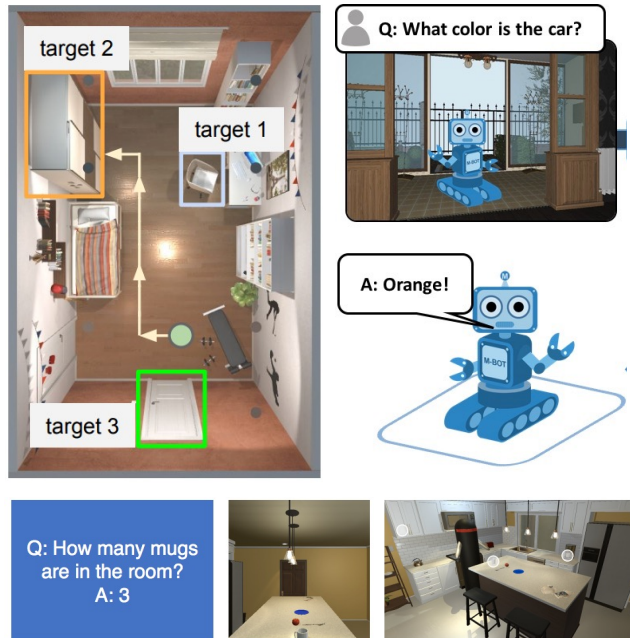 target 2
target 1
target 3
Q: What color is the car?
M-BOT
A: Orange!
M
M-BOT
Q: How many mugs
are in the room?
A: 3